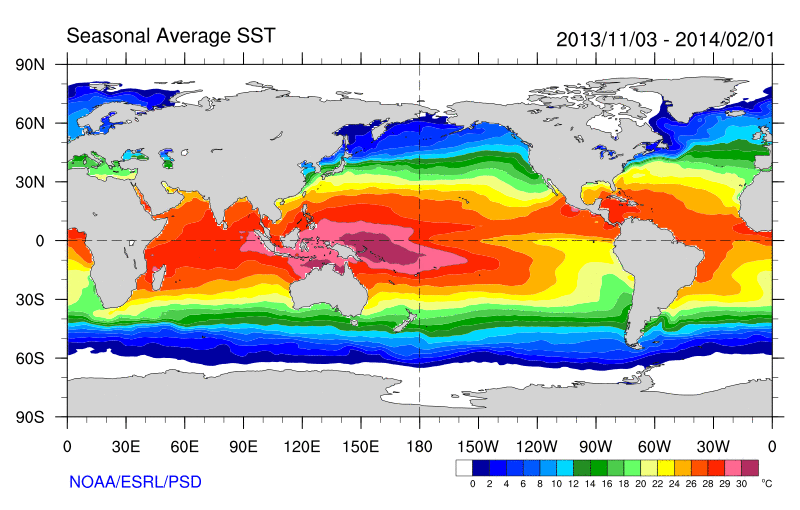 Seasonal Average SST 2013/11/03 - 2014/02/01
90N
60N
30N
0
30S
60S
90S
0 30E 60E 90E 120E 150E 180 150W 120W 90W 60W 30W 0
NOAA/ESRL/PSD
0 2 4 6 8 10 12 14 16 18 20 22 24 26 28 29 30 °C